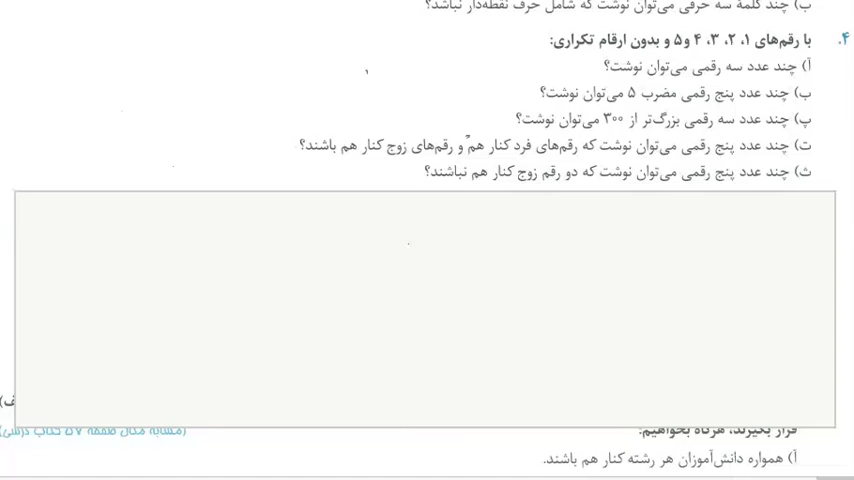 ب) چند کلمهٔ سه حرفی می‌توان نوشت که شامل حرف نقطه‌دار نباشد؟
۴. با رقم‌های ۱، ۲، ۳، ۴ و ۵ و بدون ارقام تکراری:
آ) چند عدد سه رقمی می‌توان نوشت؟
ب) چند عدد پنج رقمی مضرب ۵ می‌توان نوشت؟
پ) چند عدد سه رقمی بزرگ‌تر از ۳۰۰ می‌توان نوشت؟
ت) چند عدد پنج رقمی می‌توان نوشت که رقم‌های فرد کنار هم و رقم‌های زوج کنار هم باشند؟
ث) چند عدد پنج رقمی می‌توان نوشت که دو رقم زوج کنار هم نباشند؟
قرار بگیرند، هرگاه بخواهیم:
(مشابه مثال صفحه ۵۷ کتاب درسی)
آ) همواره دانش‌آموزان هر رشته کنار هم باشند.